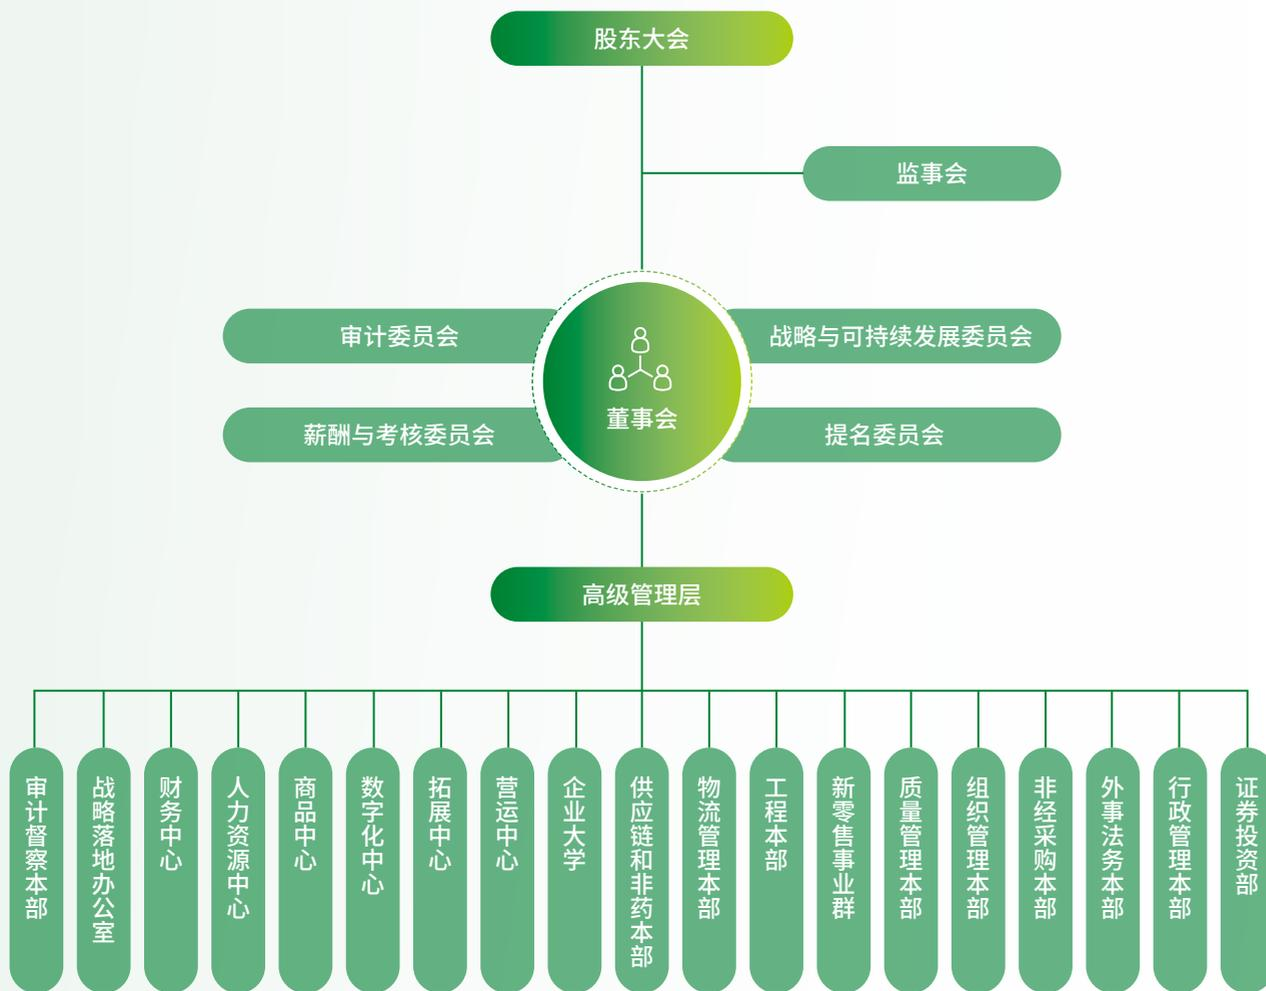 股东大会
监事会
审计委员会
战略与可持续发展委员会
董事会
薪酬与考核委员会
提名委员会
高级管理层
审计督察本部
战略落地办公室
财务中心
人力资源中心
商品中心
数字化中心
拓展中心
营运中心
企业大学
供应链和非药本部
物流管理本部
工程本部
新零售事业群
质量管理本部
组织管理本部
非经采购本部
外事法务本部
行政管理本部
证券投资部